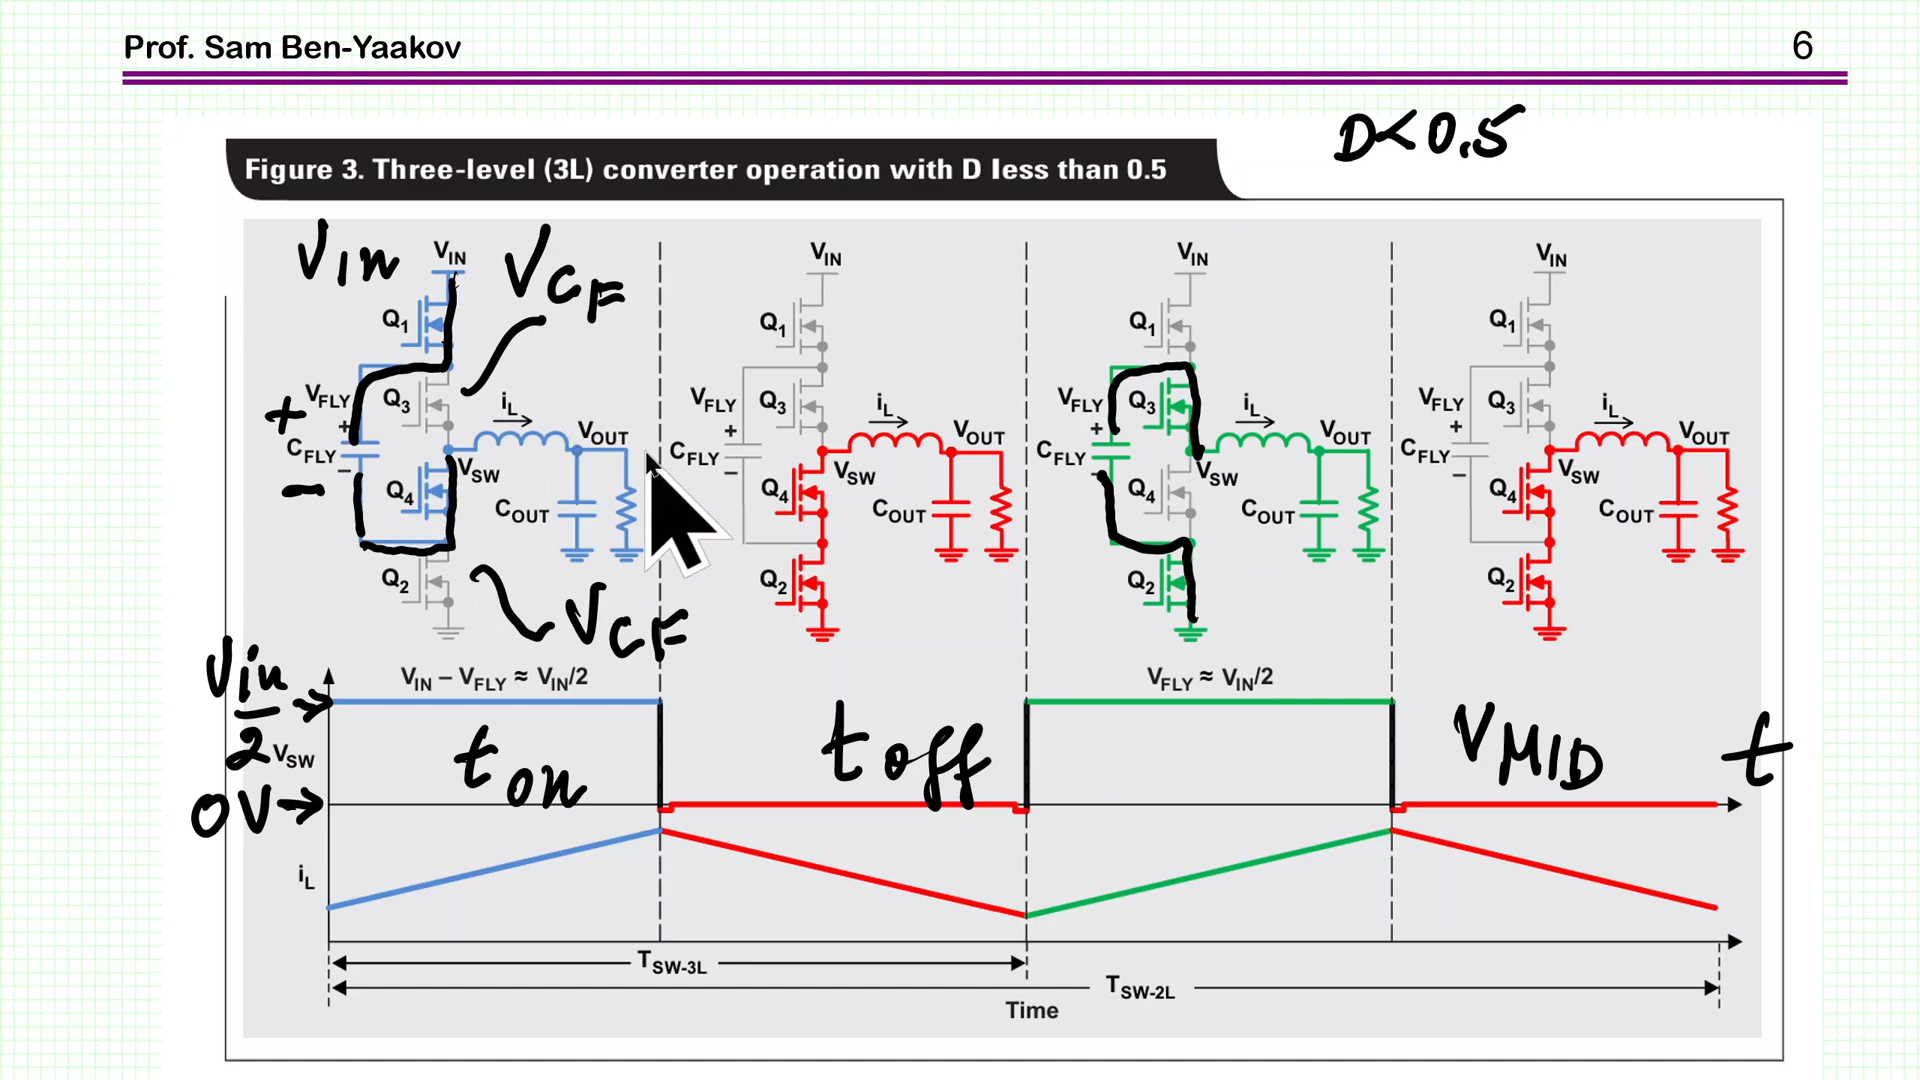 Prof. Sam Ben-Yaakov
6
D<0.5
Figure 3. Three-level (3L) converter operation with D less than 0.5
VIN
VIN
VCF
VIN
VIN
VIN
Q1
Q1
Q1
Q1
+
VFLY
+
Q3
iL
VOUT
CFLY
−
−
Q4
VSW
COUT
Q2
VCF
VFLY
+
Q3
iL
VOUT
CFLY
−
VSW
Q4
COUT
Q2
VFLY
+
Q3
iL
VOUT
CFLY
−
VSW
Q4
COUT
Q2
VFLY
+
Q3
iL
VOUT
CFLY
−
VSW
Q4
COUT
Q2
Vin
2
VIN – VFLY ≈ VIN/2
VFLY ≈ VIN/2
ton
toff
VMID
t
VSW
0V
iL
TSW-3L
TSW-2L
Time